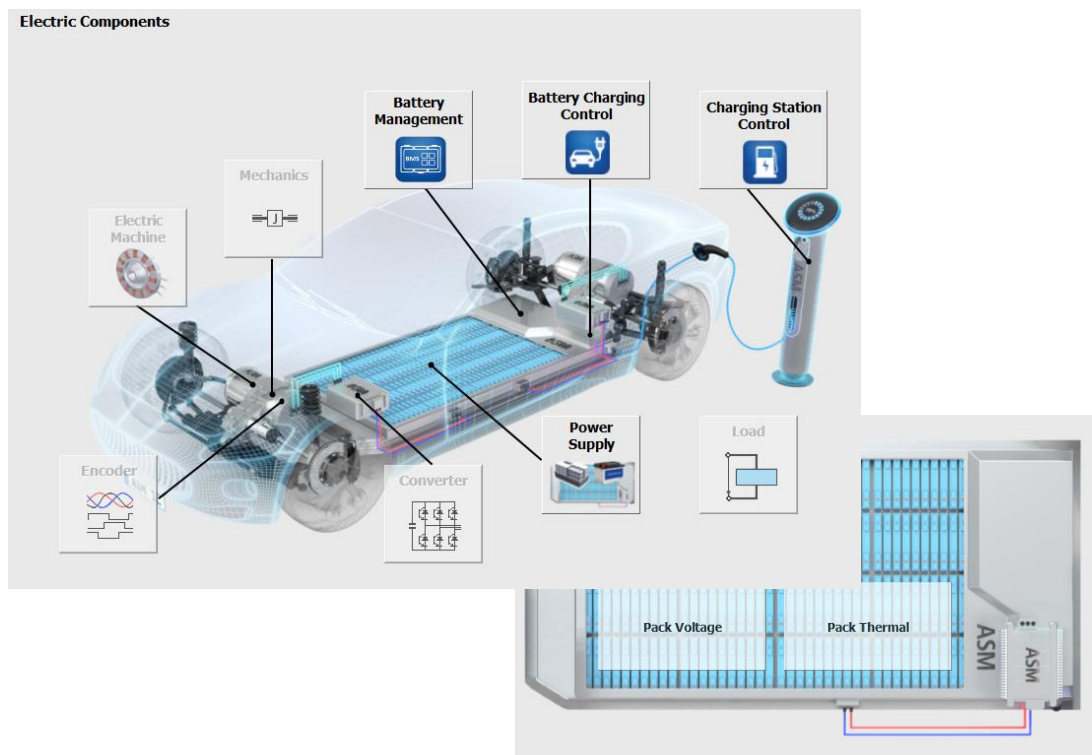 Electric Components
Battery
Management
BMS
Battery Charging
Control
Charging Station
Control
Mechanics
J
Electric
Machine
ASM
ASM
Power
Supply
Load
Encoder
Converter
Pack Voltage
Pack Thermal
ASM
ASM